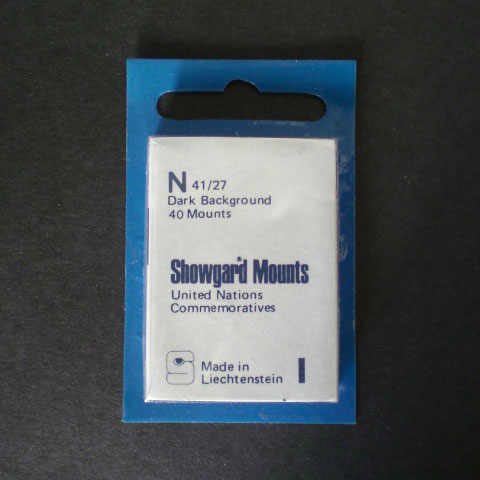 N 41/27
Dark Background
40 Mounts
Showgard Mounts
United Nations
Commemoratives
Made in
Liechtenstein